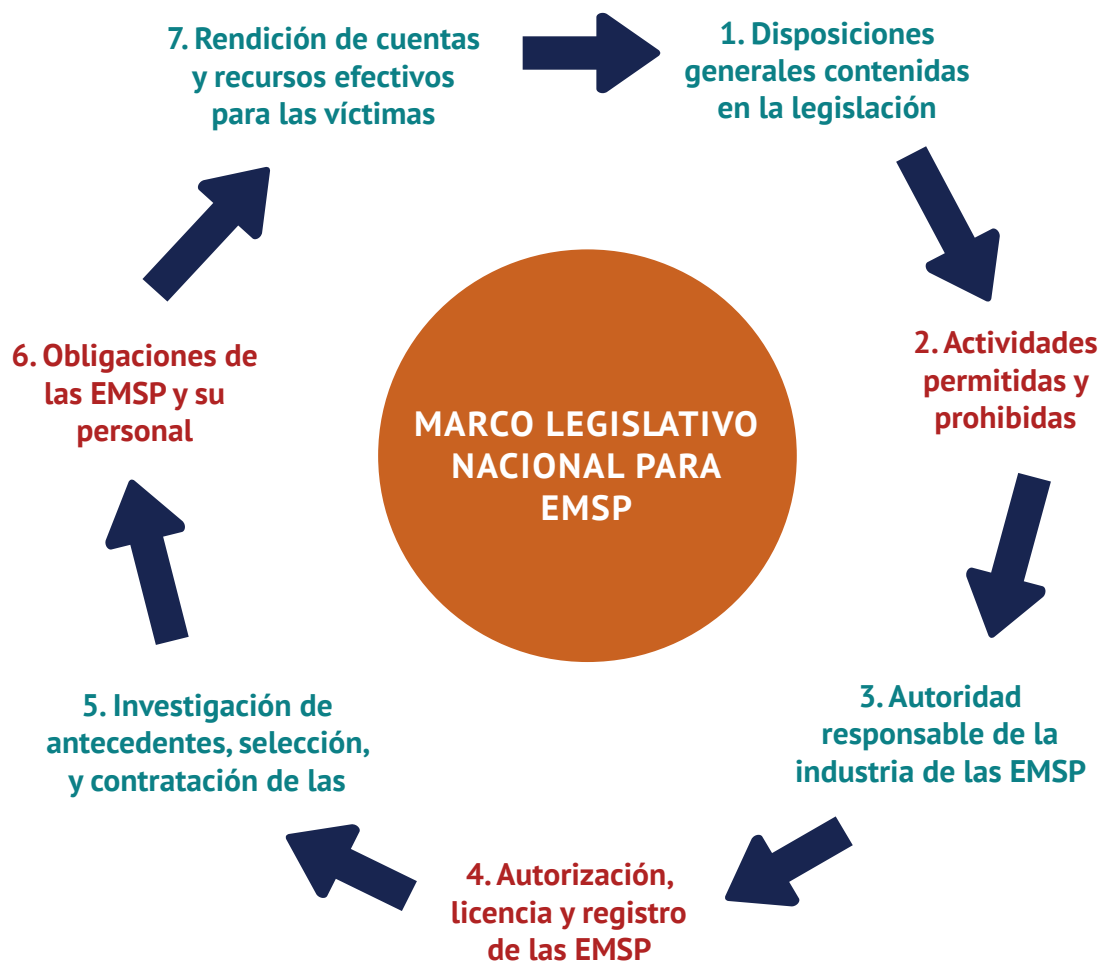 7. Rendición de cuentas
y recursos efectivos
para las víctimas
1. Disposiciones
generales contenidas
en la legislación
2. Actividades
permitidas y
prohibidas
3. Autoridad
responsable de la
industria de las EMSP
4. Autorización,
licencia y registro
de las EMSP
5. Investigación de
antecedentes, selección,
y contratación de las
6. Obligaciones de
las EMSP y su
personal
MARCO LEGISLATIVO
NACIONAL PARA
EMSP